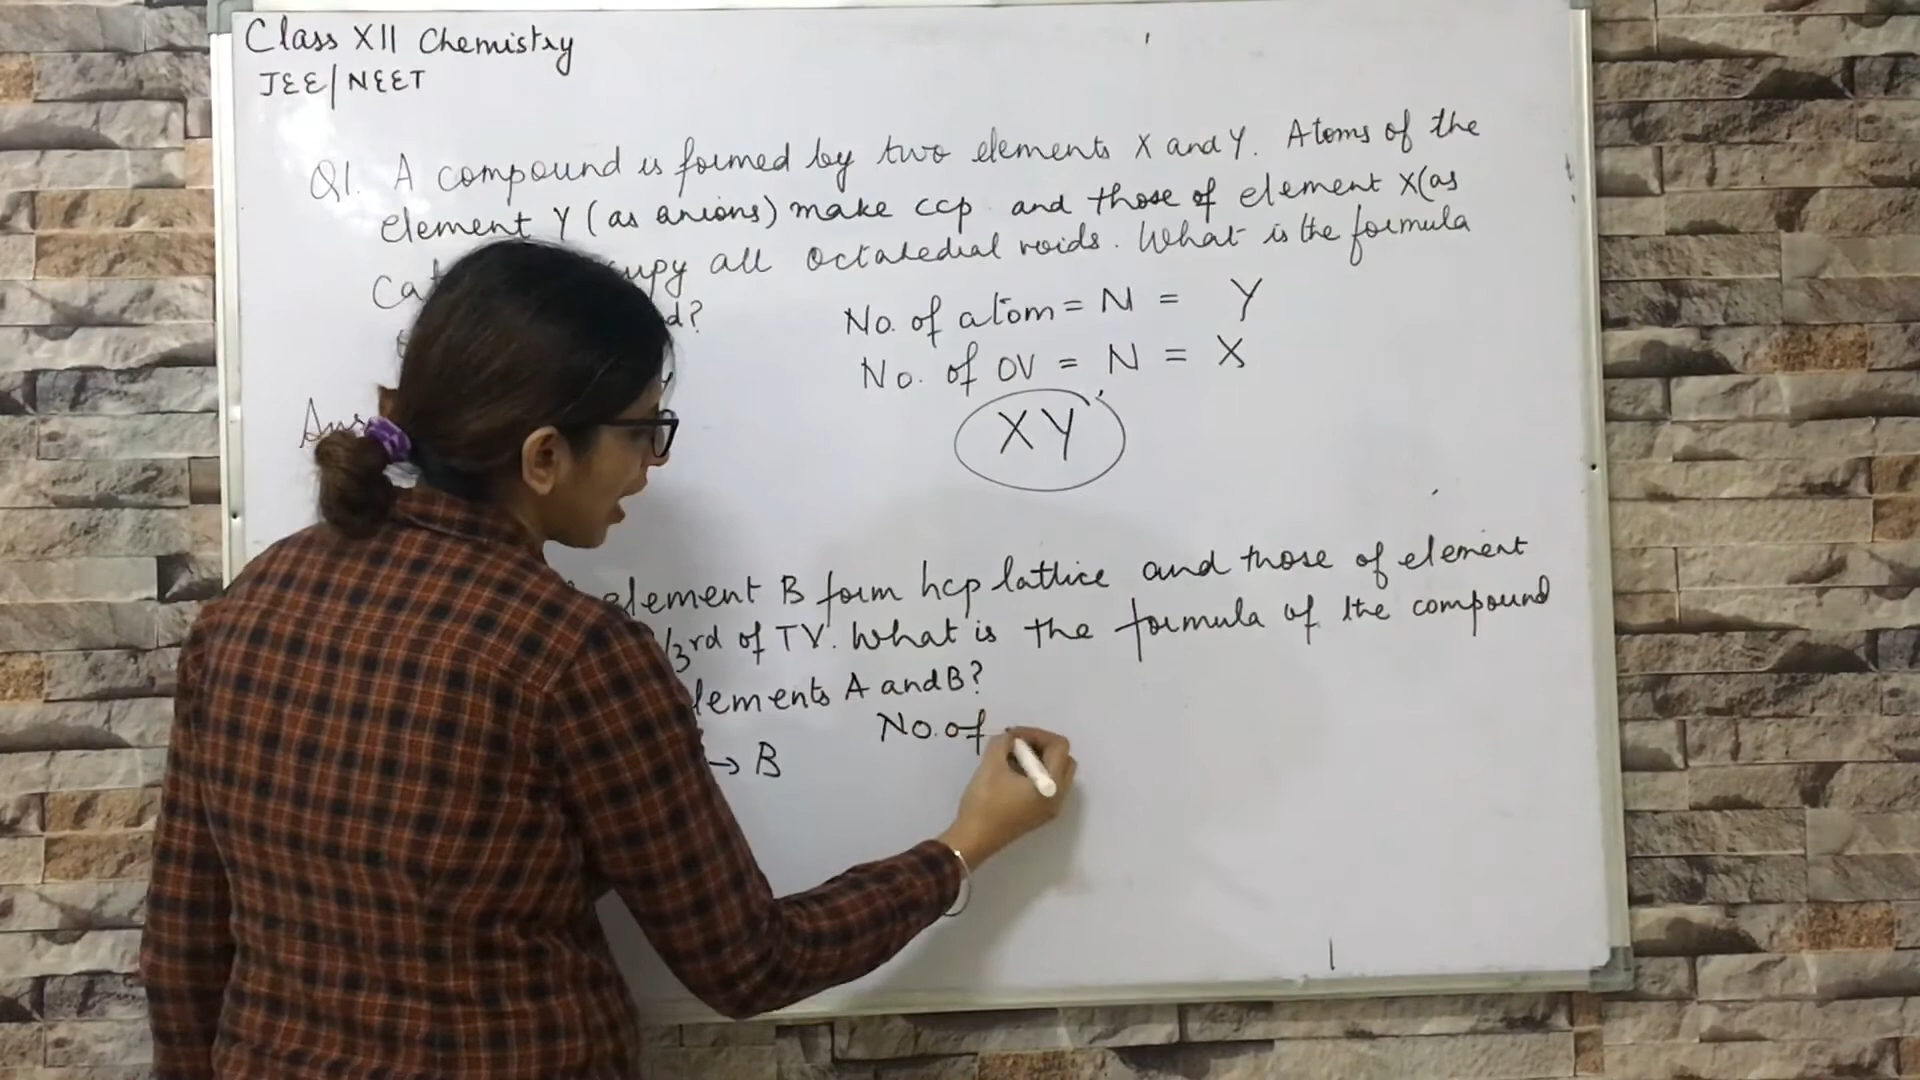 Class XII Chemistry
JEE/NEET
Q1. A compound is formed by two elements X and Y. Atoms of the
element Y (as anions) make ccp and those of element X(as
all Octahedral voids. What is the formula
No. of atom = N = Y
No. of OV = N = X
Ans
XY
element B form hcp lattice and those of element
/3rd of TV. What is the formula of the compound
elements A and B?
No. of
→ B